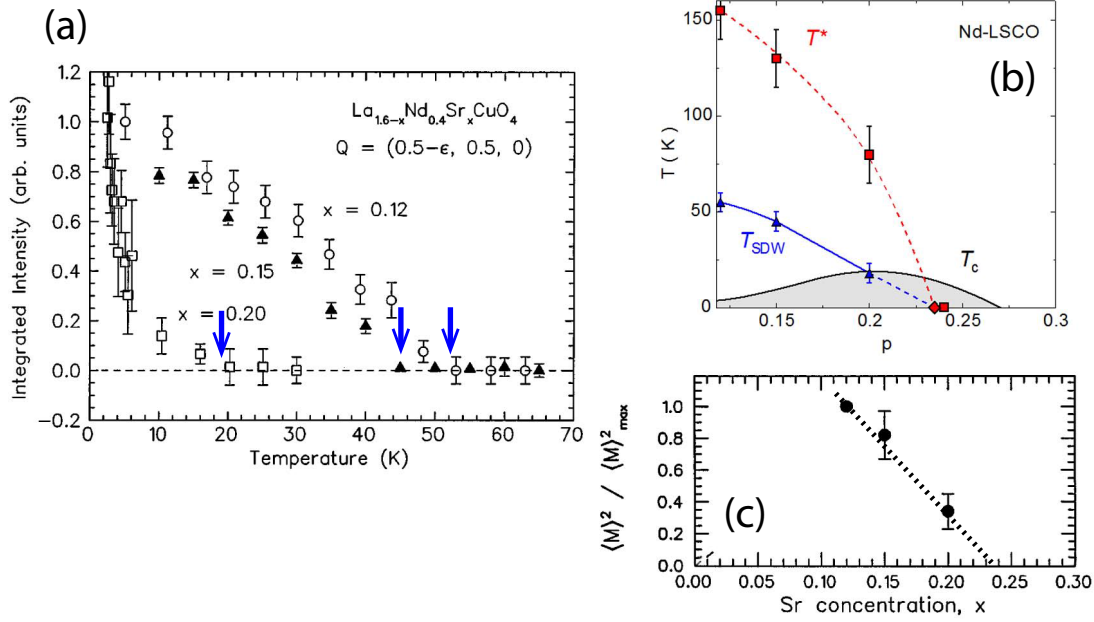 (a)
1.2
1.0
0.8
0.6
0.4
0.2
0.0
−0.2
Integrated Intensity (arb. units)
La1.6−xNd0.4SrxCuO4
Q = (0.5−ϵ, 0.5, 0)
x = 0.12
x = 0.15
x = 0.20
0 10 20 30 40 50 60 70
Temperature (K)
150
100
50
0
T ( K )
Nd-LSCO
T*
(b)
TSDW
Tc
0.15 0.2 0.25 0.3
p
1.0
0.8
0.6
0.4
0.2
0.0
⟨M⟩² / ⟨M⟩²max
(c)
0.00 0.05 0.10 0.15 0.20 0.25 0.30
Sr concentration, x